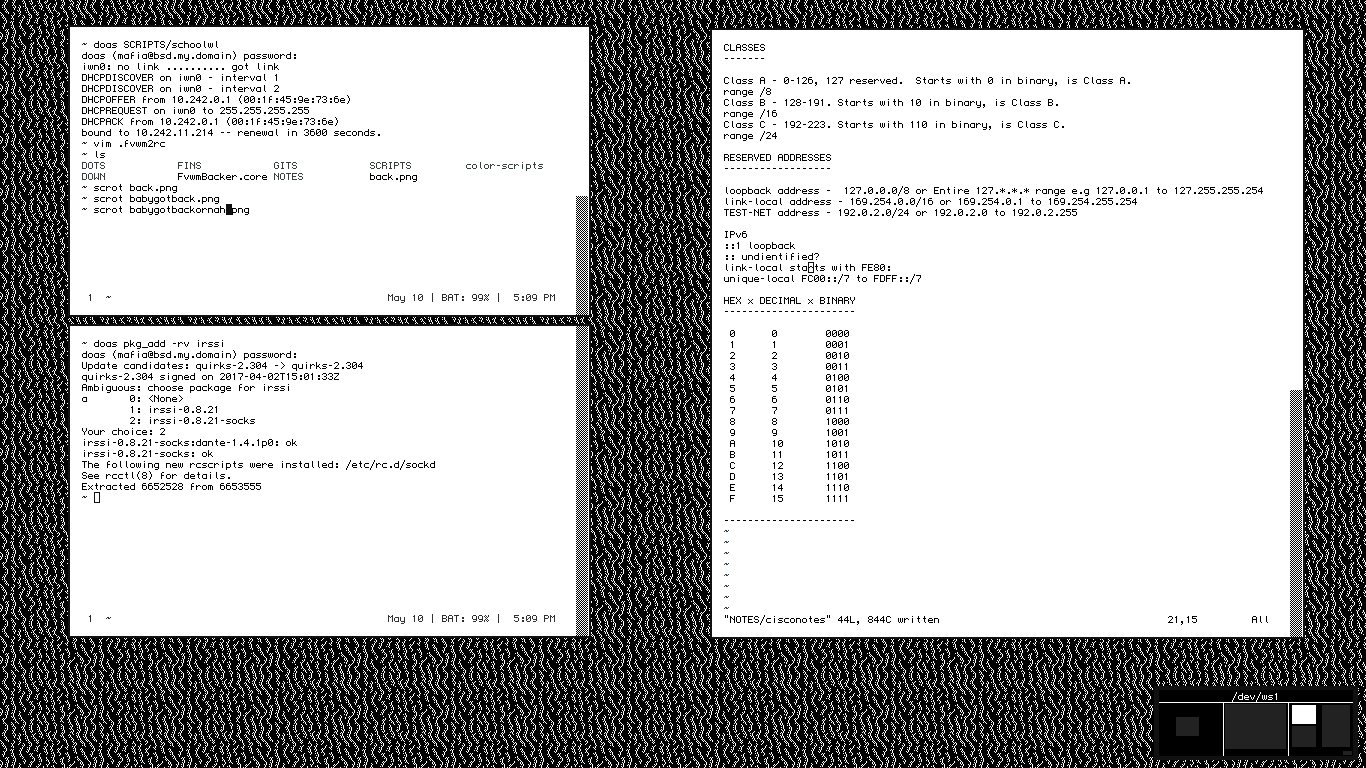 ~ doas SCRIPTS/schoolwl
doas (mafia@bsd.my.domain) password:
iwn0: no link .......... got link
DHCPDISCOVER on iwn0 - interval 1
DHCPDISCOVER on iwn0 - interval 2
DHCPOFFER from 10.242.0.1 (00:1f:45:9e:73:6e)
DHCPREQUEST on iwn0 to 255.255.255.255
DHCPACK from 10.242.0.1 (00:1f:45:9e:73:6e)
bound to 10.242.11.214 -- renewal in 3600 seconds.
~ vim .fvwm2rc
~ ls
DOTS FINS GITS SCRIPTS color-scripts
DOWN FvwmBacker.core NOTES back.png
~ scrot back.png
~ scrot babygotback.png
~ scrot babygotbackornah png
1 ~ May 10 | BAT: 99% | 5:09 PM
~ doas pkg_add -rv irssi
doas (mafia@bsd.my.domain) password:
Update candidates: quirks-2.304 -> quirks-2.304
quirks-2.304 signed on 2017-04-02T15:01:33Z
Ambiguous: choose package for irssi
a 0: <None>
1: irssi-0.8.21
2: irssi-0.8.21-socks
Your choice: 2
irssi-0.8.21-socks:dante-1.4.1p0: ok
irssi-0.8.21-socks: ok
The following new rcscripts were installed: /etc/rc.d/sockd
See rcctl(8) for details.
Extracted 6652528 from 6653555
~
1 ~ May 10 | BAT: 99% | 5:09 PM
CLASSES
-------
Class A - 0-126, 127 reserved.  Starts with 0 in binary, is Class A.
range /8
Class B - 128-191. Starts with 10 in binary, is Class B.
range /16
Class C - 192-223. Starts with 110 in binary, is Class C.
range /24
RESERVED ADDRESSES
------------------
loopback address -  127.0.0.0/8 or Entire 127.*.*.* range e.g 127.0.0.1 to 127.255.255.254
link-local address - 169.254.0.0/16 or 169.254.0.1 to 169.254.255.254
TEST-NET address - 192.0.2.0/24 or 192.0.2.0 to 192.0.2.255
IPv6
::1 loopback
:: undientified?
link-local starts with FE80:
unique-local FC00::/7 to FDFF::/7
HEX x DECIMAL x BINARY
----------------------
0 0 0000
1 1 0001
2 2 0010
3 3 0011
4 4 0100
5 5 0101
6 6 0110
7 7 0111
8 8 1000
9 9 1001
A 10 1010
B 11 1011
C 12 1100
D 13 1101
E 14 1110
F 15 1111
----------------------
~
~
~
~
~
~
~
~
"NOTES/cisconotes" 44L, 844C written 21,15 All
/dev/ws1